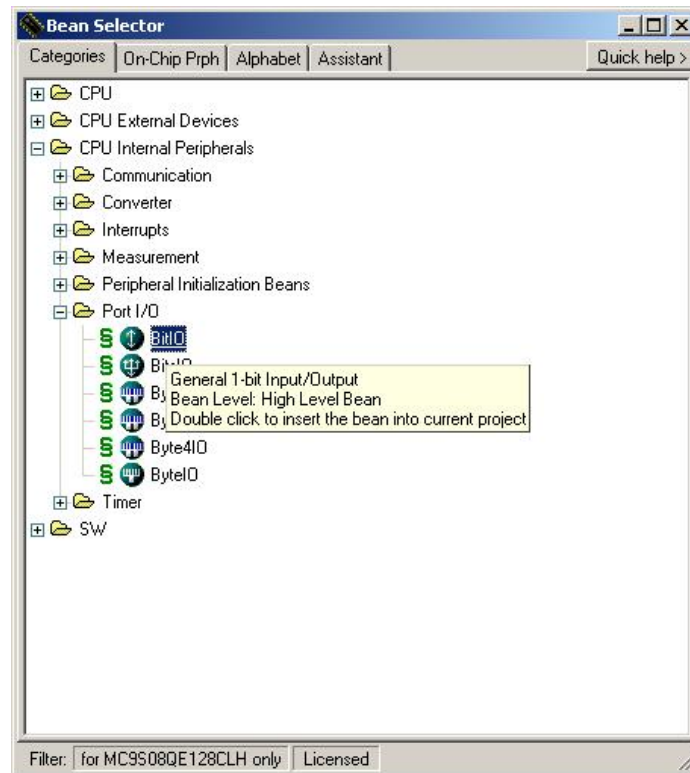 Bean Selector
Categories On-Chip Prph Alphabet Assistant Quick help >
CPU
CPU External Devices
CPU Internal Peripherals
Communication
Converter
Interrupts
Measurement
Peripheral Initialization Beans
Port I/O
BitIO
General 1-bit Input/Output
Bean Level: High Level Bean
Double click to insert the bean into current project
Byte4IO
ByteIO
Timer
SW
Filter: for MC9S08QE128CLH only Licensed